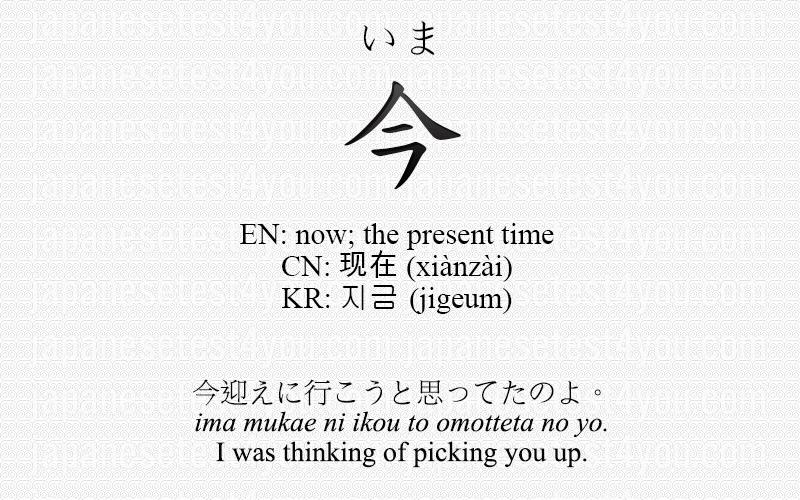 いま
今
EN: now; the present time
CN: 现在 (xiànzài)
KR: 지금 (jigeum)
今迎えに行こうと思ってたのよ。
ima mukae ni ikou to omotteta no yo.
I was thinking of picking you up.
japanesetest4you.com